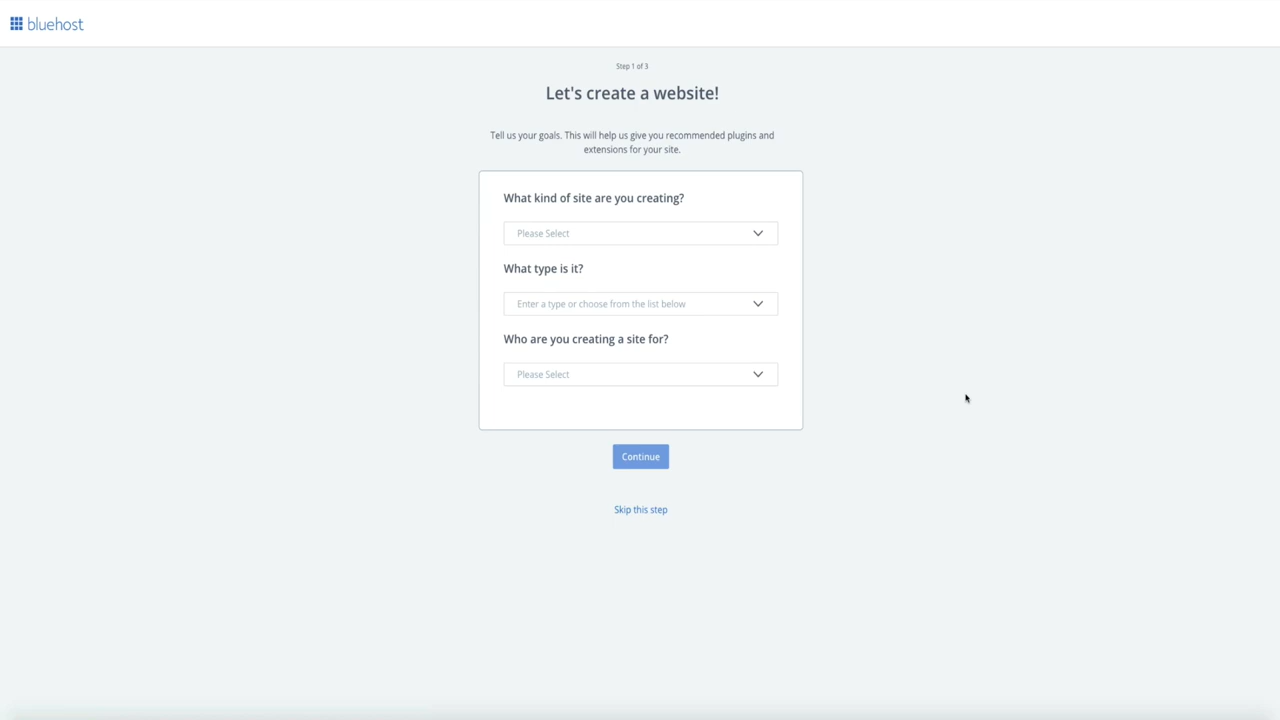 bluehost
Step 1 of 3
Let's create a website!
Tell us your goals. This will help us give you recommended plugins and
extensions for your site.
What kind of site are you creating?
Please Select
What type is it?
Enter a type or choose from the list below
Who are you creating a site for?
Please Select
Continue
Skip this step